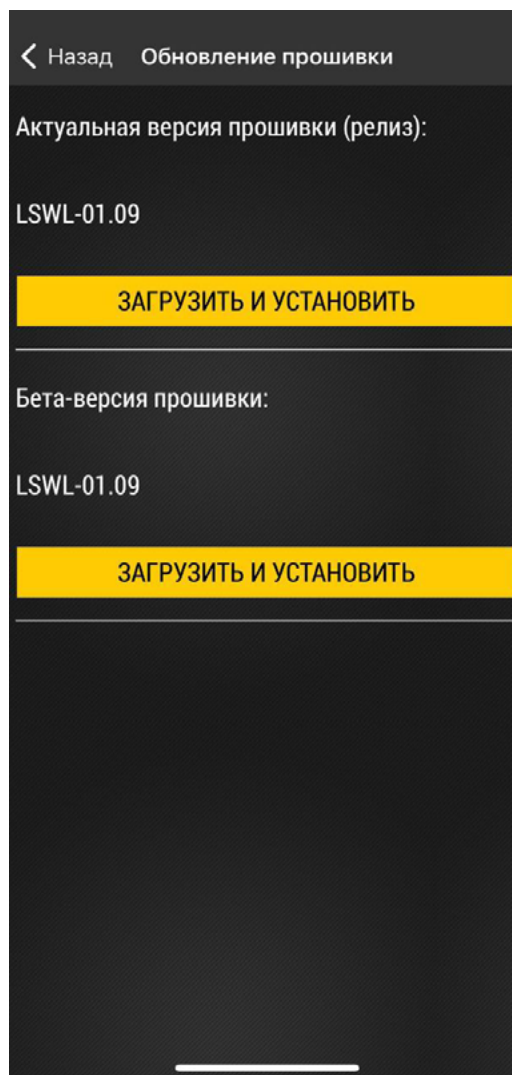 Назад Обновление прошивки
Актуальная версия прошивки (релиз):
LSWL-01.09
ЗАГРУЗИТЬ И УСТАНОВИТЬ
Бета-версия прошивки:
LSWL-01.09
ЗАГРУЗИТЬ И УСТАНОВИТЬ